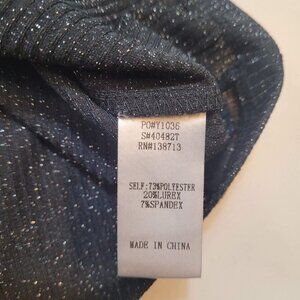 PO#Y1036
S#40482T
RN#138713
SELF:73%POLYESTER
20%LUREX
7%SPANDEX
MADE IN CHINA